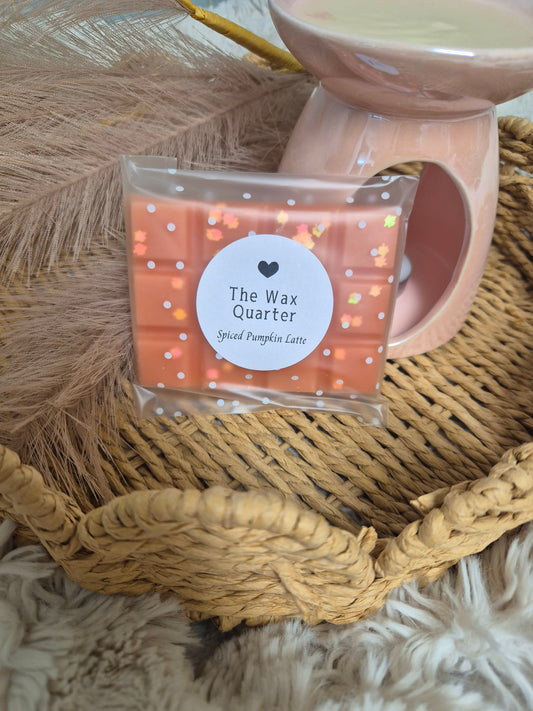 The Wax
Quarter
Spiced Pumpkin Latte